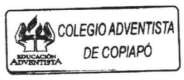 COLEGIO ADVENTISTA
DE COPIAPÓ
EDUCACIÓN
ADVENTISTA